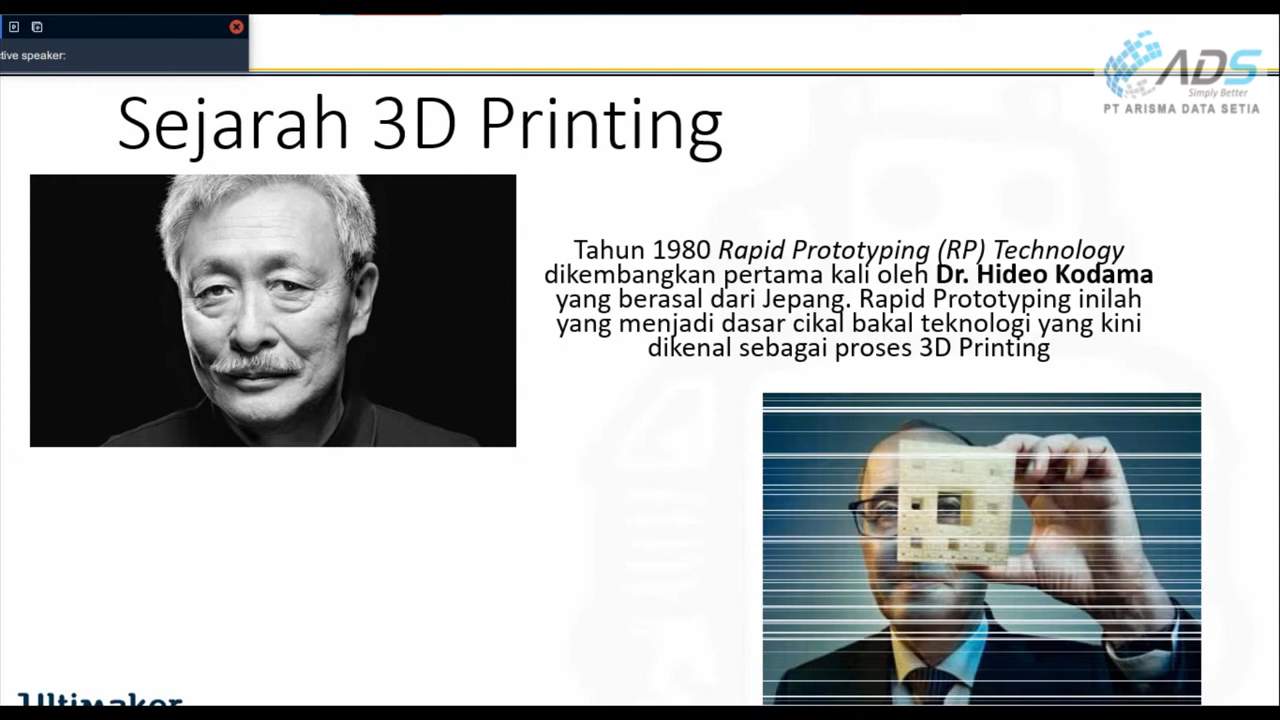 tive speaker:
ADS
Simply Better
PT ARISMA DATA SETIA
Sejarah 3D Printing
Tahun 1980 Rapid Prototyping (RP) Technology
dikembangkan pertama kali oleh Dr. Hideo Kodama
yang berasal dari Jepang. Rapid Prototyping inilah
yang menjadi dasar cikal bakal teknologi yang kini
dikenal sebagai proses 3D Printing
Ultimaker